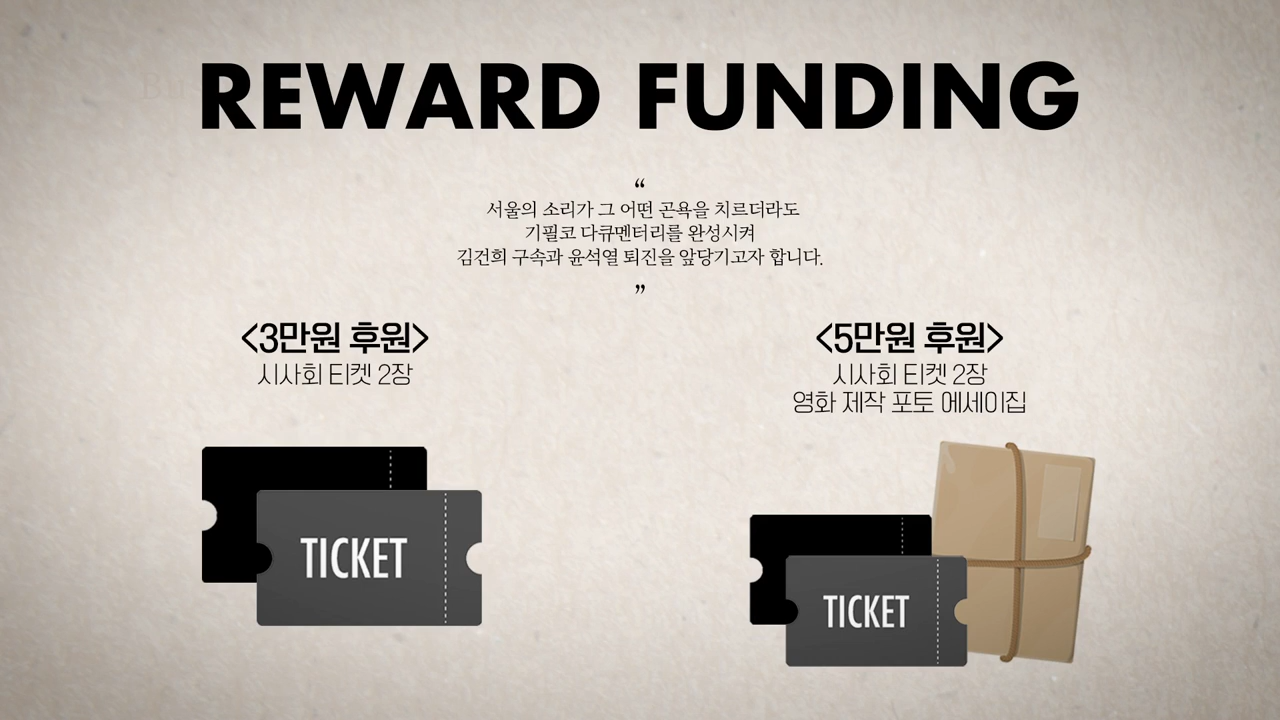 REWARD FUNDING
“
서울의 소리가 그 어떤 곤욕을 치르더라도
기필코 다큐멘터리를 완성시켜
김건희 구속과 윤석열 퇴진을 앞당기고자 합니다.
”
<3만원 후원>
시사회 티켓 2장
<5만원 후원>
시사회 티켓 2장
영화 제작 포토 에세이집
TICKET
TICKET